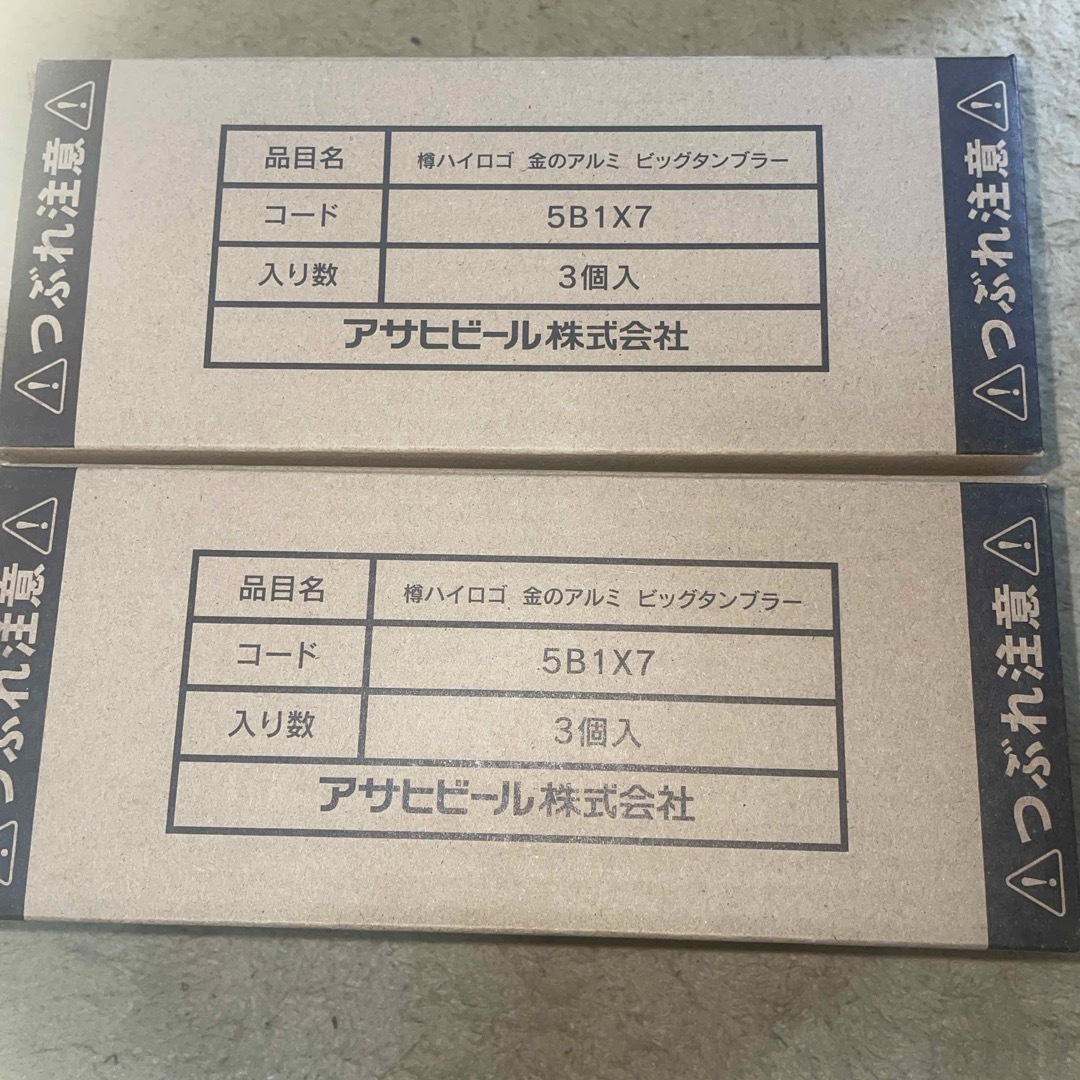 ⚠つぶれ注意⚠
品目名 樽ハイロゴ 金のアルミ ビッグタンブラー
コード 5B1X7
入り数 3個入
アサヒビール株式会社
⚠つぶれ注意⚠
⚠つぶれ注意⚠
品目名 樽ハイロゴ 金のアルミ ビッグタンブラー
コード 5B1X7
入り数 3個入
アサヒビール株式会社
⚠つぶれ注意⚠